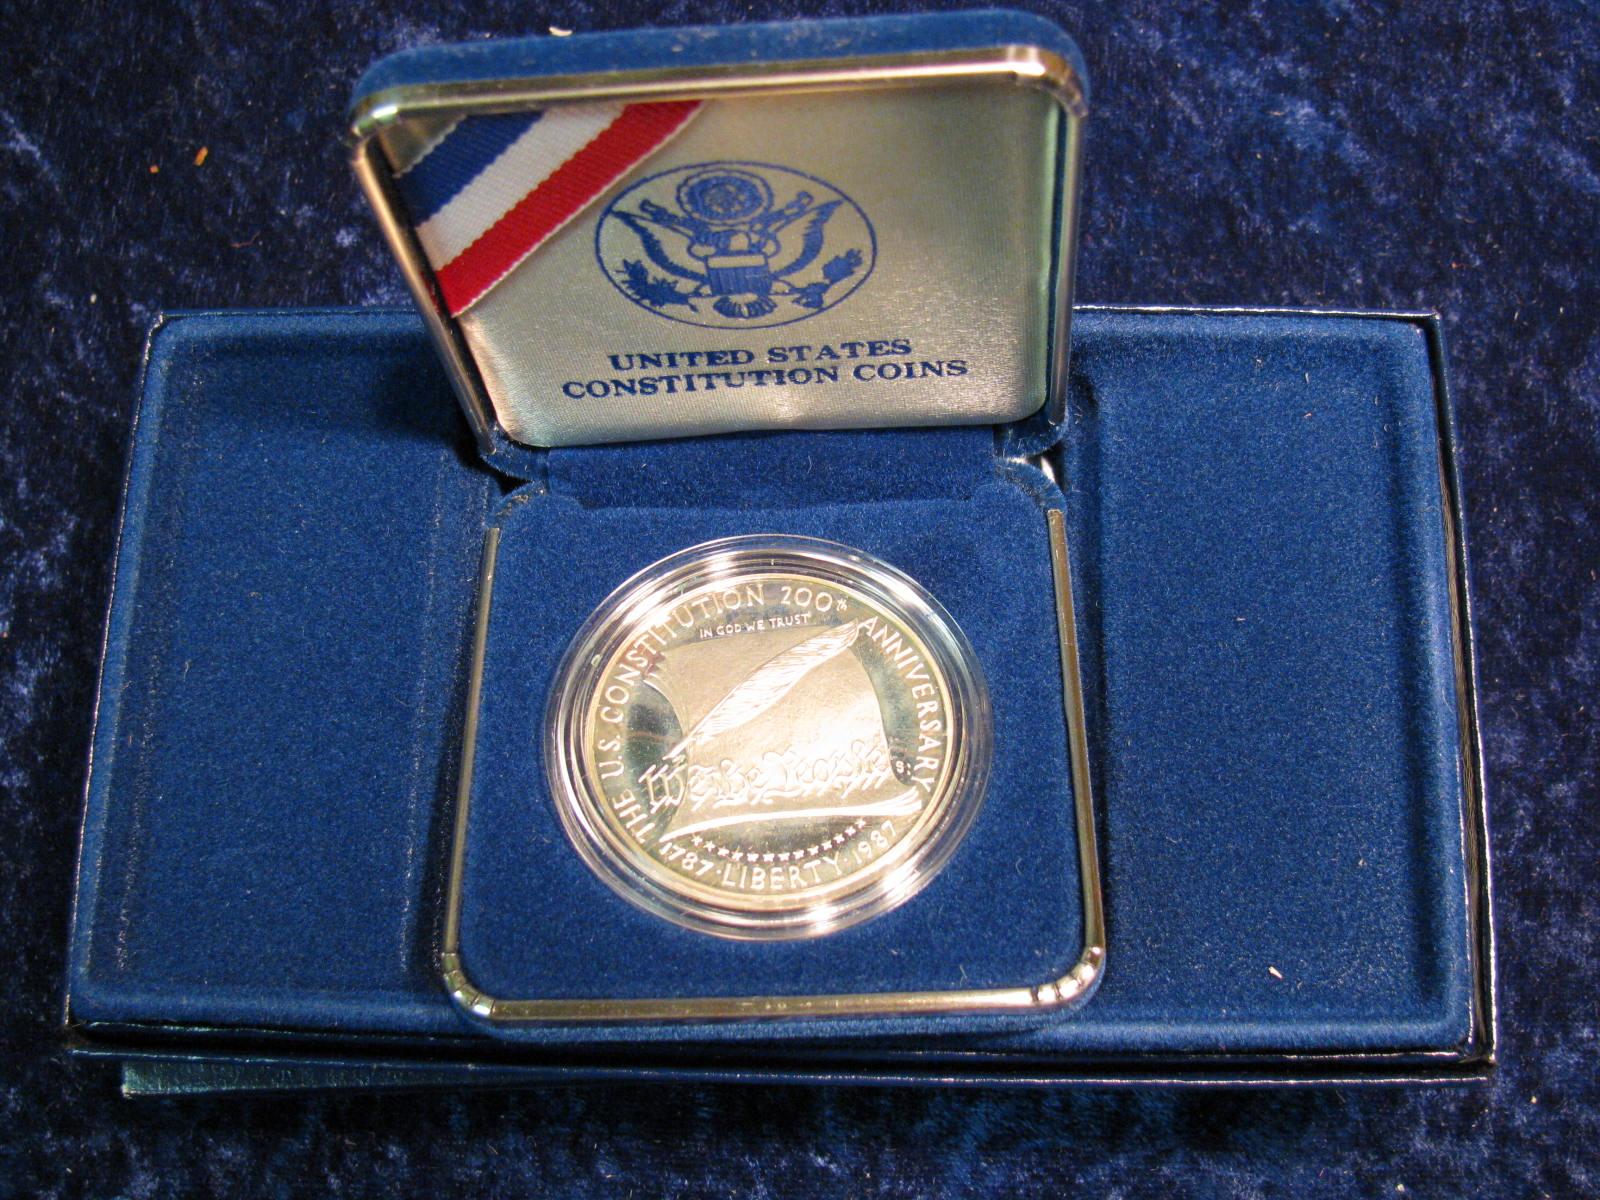 UNITED STATES
CONSTITUTION COINS
THE U.S. CONSTITUTION 200th ANNIVERSARY
IN GOD WE TRUST
We the People
S
1787 · LIBERTY · 1987